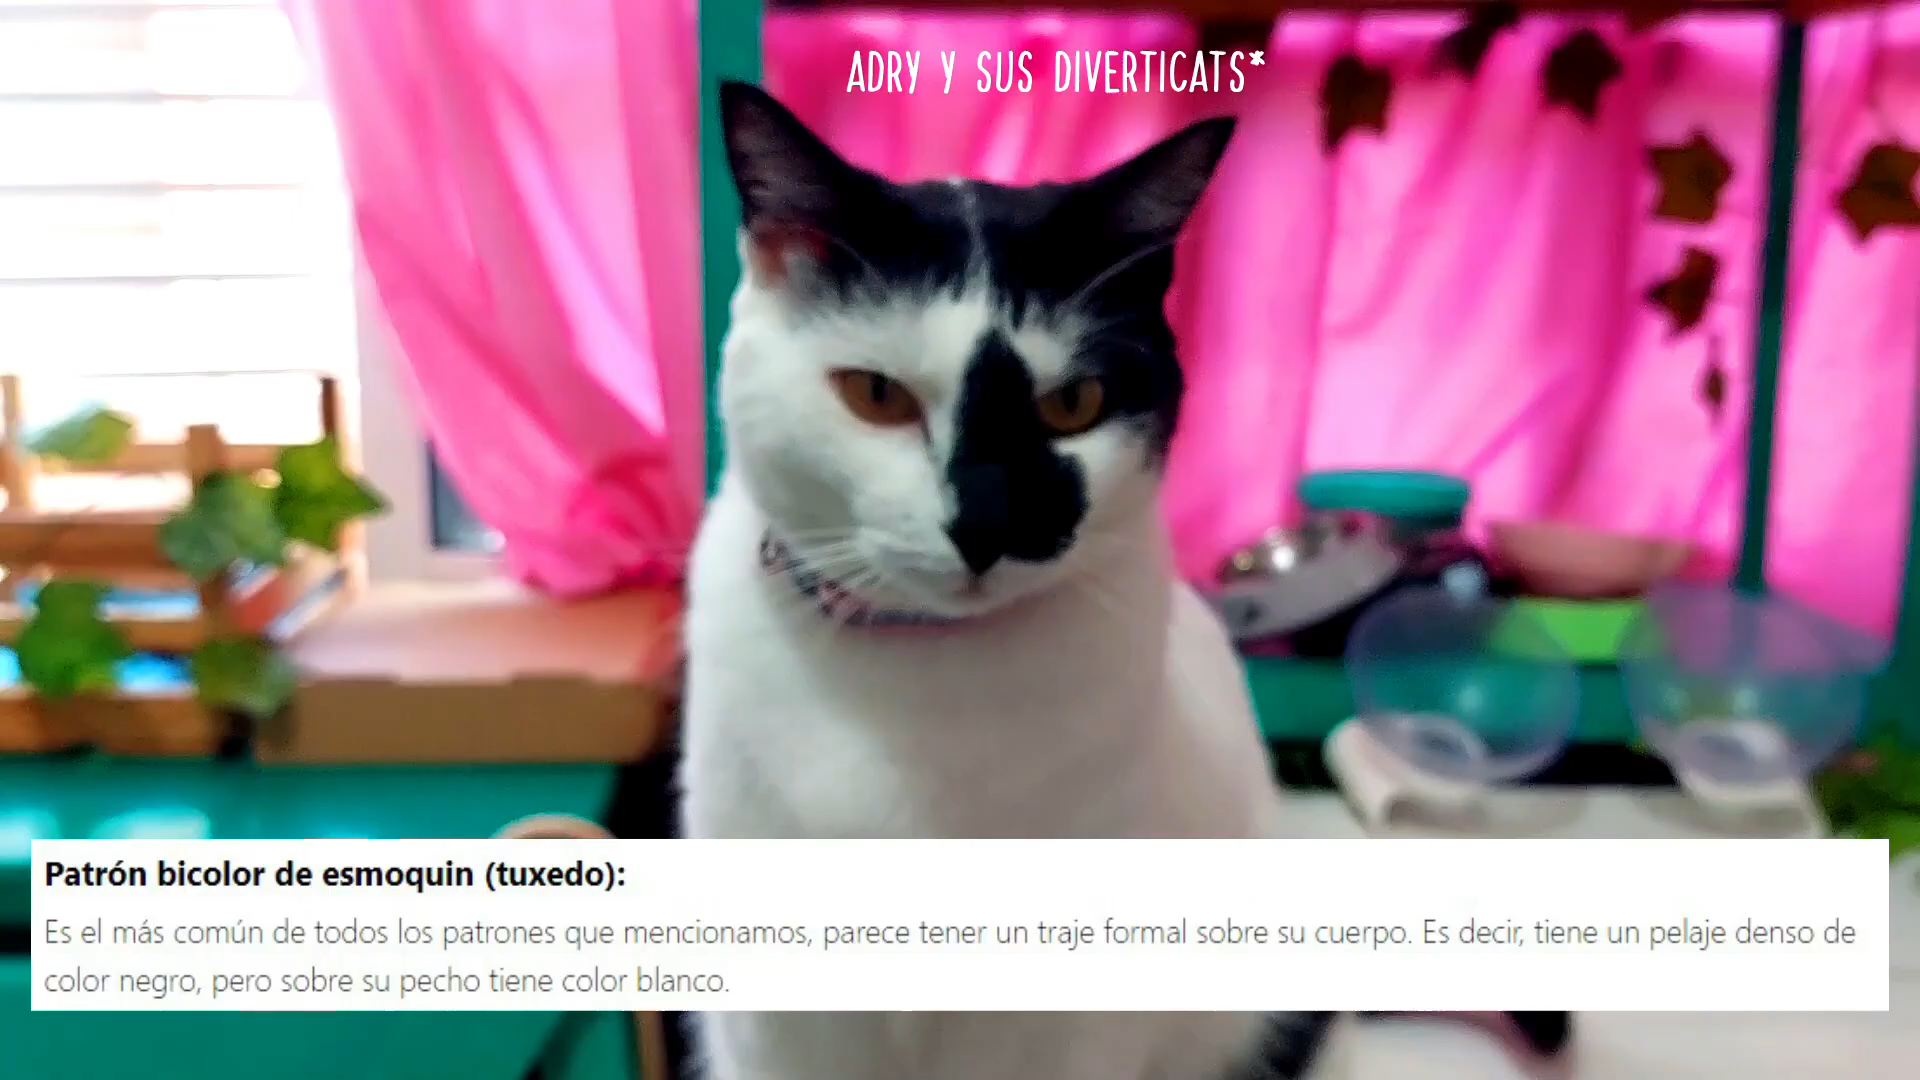 ADRY Y SUS DIVERTICATS*
Patrón bicolor de esmoquin (tuxedo):
Es el más común de todos los patrones que mencionamos, parece tener un traje formal sobre su cuerpo. Es decir, tiene un pelaje denso de
color negro, pero sobre su pecho tiene color blanco.